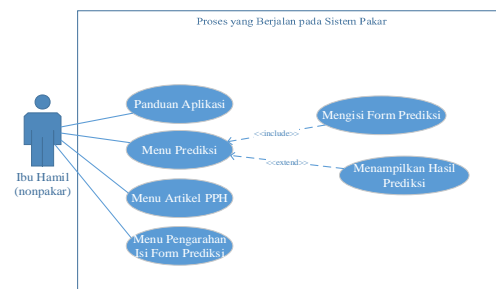 Proses yang Berjalan pada Sistem Pakar
Panduan Aplikasi
Mengisi Form Prediksi
<<include>>
Menu Prediksi
<<extend>>
Menampilkan Hasil
Prediksi
Ibu Hamil
(nonpakar)
Menu Artikel PPH
Menu Pengarahan
Isi Form Prediksi